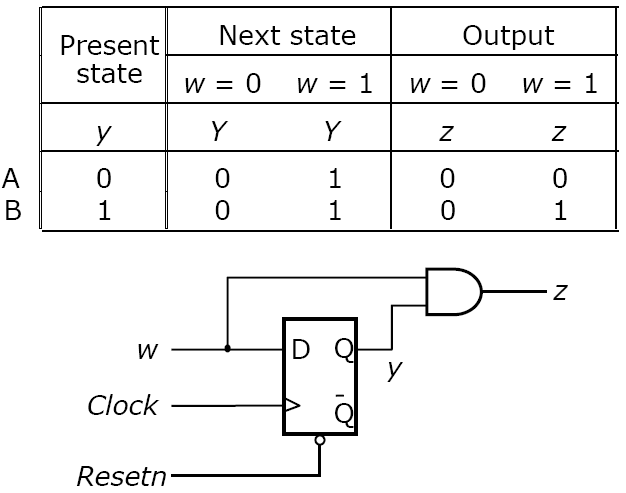 Present Next state Output
state w = 0 w = 1 w = 0 w = 1
y Y Y z z
A 0 0 1 0 0
B 1 0 1 0 1
z
w D Q
y
Clock Q̄
Resetn